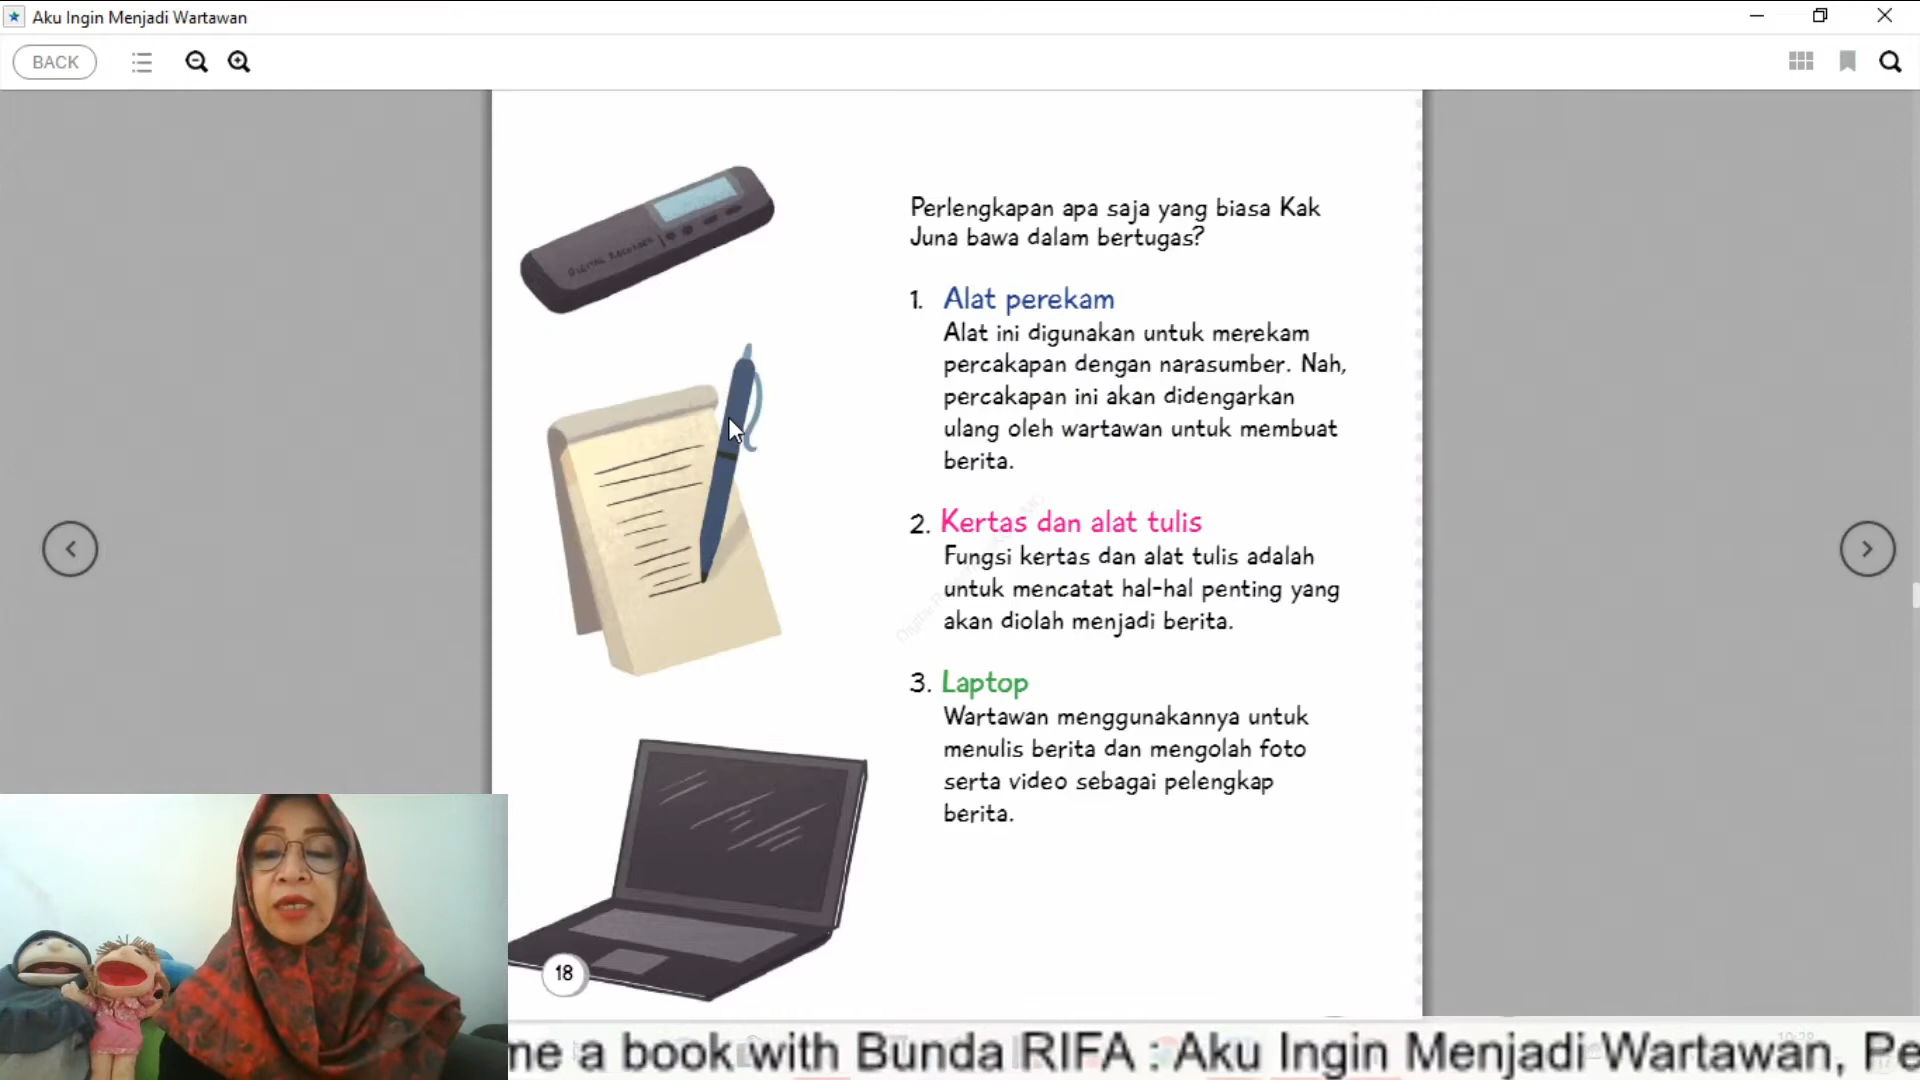 Aku Ingin Menjadi Wartawan
BACK
DIGITAL RECORDER
Perlengkapan apa saja yang biasa Kak
Juna bawa dalam bertugas?
1. Alat perekam
Alat ini digunakan untuk merekam
percakapan dengan narasumber. Nah,
percakapan ini akan didengarkan
ulang oleh wartawan untuk membuat
berita.
2. Kertas dan alat tulis
Fungsi kertas dan alat tulis adalah
untuk mencatat hal-hal penting yang
akan diolah menjadi berita.
3. Laptop
Wartawan menggunakannya untuk
menulis berita dan mengolah foto
serta video sebagai pelengkap
berita.
18
me a book with Bunda RIFA : Aku Ingin Menjadi Wartawan, Pe